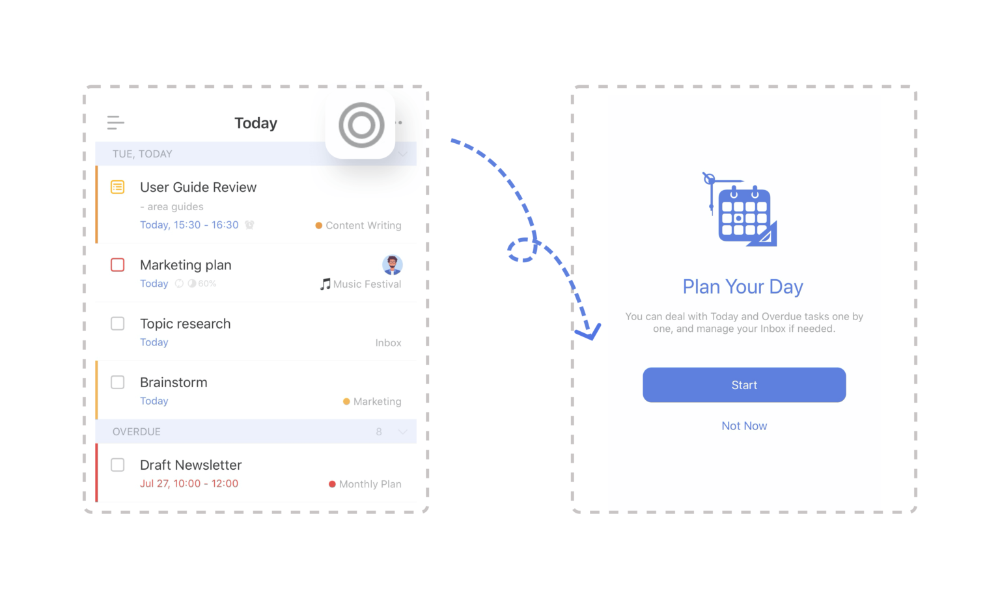 Today
TUE, TODAY
User Guide Review
- area guides
Today, 15:30 - 16:30
Content Writing
Marketing plan
Today 60%
Music Festival
Topic research
Today
Inbox
Brainstorm
Today
Marketing
OVERDUE 8
Draft Newsletter
Jul 27, 10:00 - 12:00
Monthly Plan
Plan Your Day
You can deal with Today and Overdue tasks one by
one, and manage your Inbox if needed.
Start
Not Now